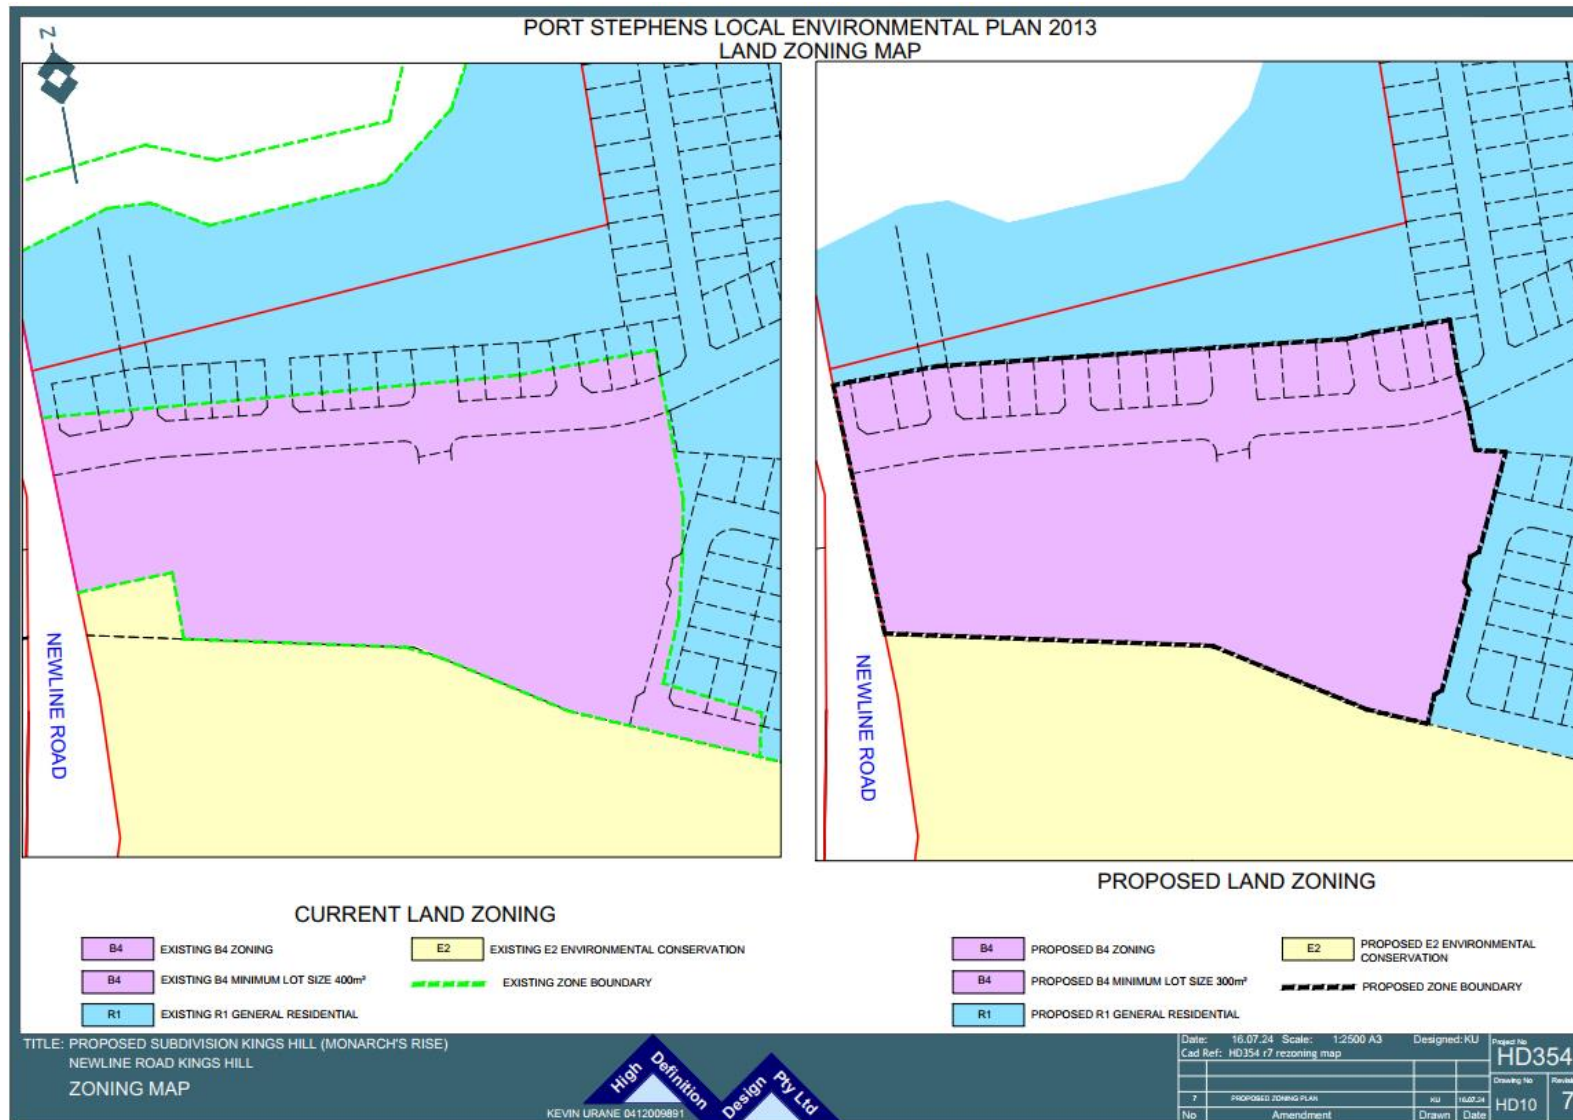 PORT STEPHENS LOCAL ENVIRONMENTAL PLAN 2013
LAND ZONING MAP
Z
NEWLINE ROAD
NEWLINE ROAD
CURRENT LAND ZONING
B4 EXISTING B4 ZONING
B4 EXISTING B4 MINIMUM LOT SIZE 400m²
R1 EXISTING R1 GENERAL RESIDENTIAL
E2 EXISTING E2 ENVIRONMENTAL CONSERVATION
EXISTING ZONE BOUNDARY
PROPOSED LAND ZONING
B4 PROPOSED B4 ZONING
B4 PROPOSED B4 MINIMUM LOT SIZE 300m²
R1 PROPOSED R1 GENERAL RESIDENTIAL
E2 PROPOSED E2 ENVIRONMENTAL
CONSERVATION
PROPOSED ZONE BOUNDARY
TITLE: PROPOSED SUBDIVISION KINGS HILL (MONARCH'S RISE)
NEWLINE ROAD KINGS HILL
ZONING MAP
High Definition Design Pty Ltd
KEVIN URANE 0412009891
Date: 16.07.24 Scale: 1:2500 A3 Designed: KU
Cad Ref: HD354 r7 rezoning map
7 PROPOSED ZONING PLAN KU 16.07.24
No Amendment Drawn Date
Project No
HD354
Drawing No
HD10
7